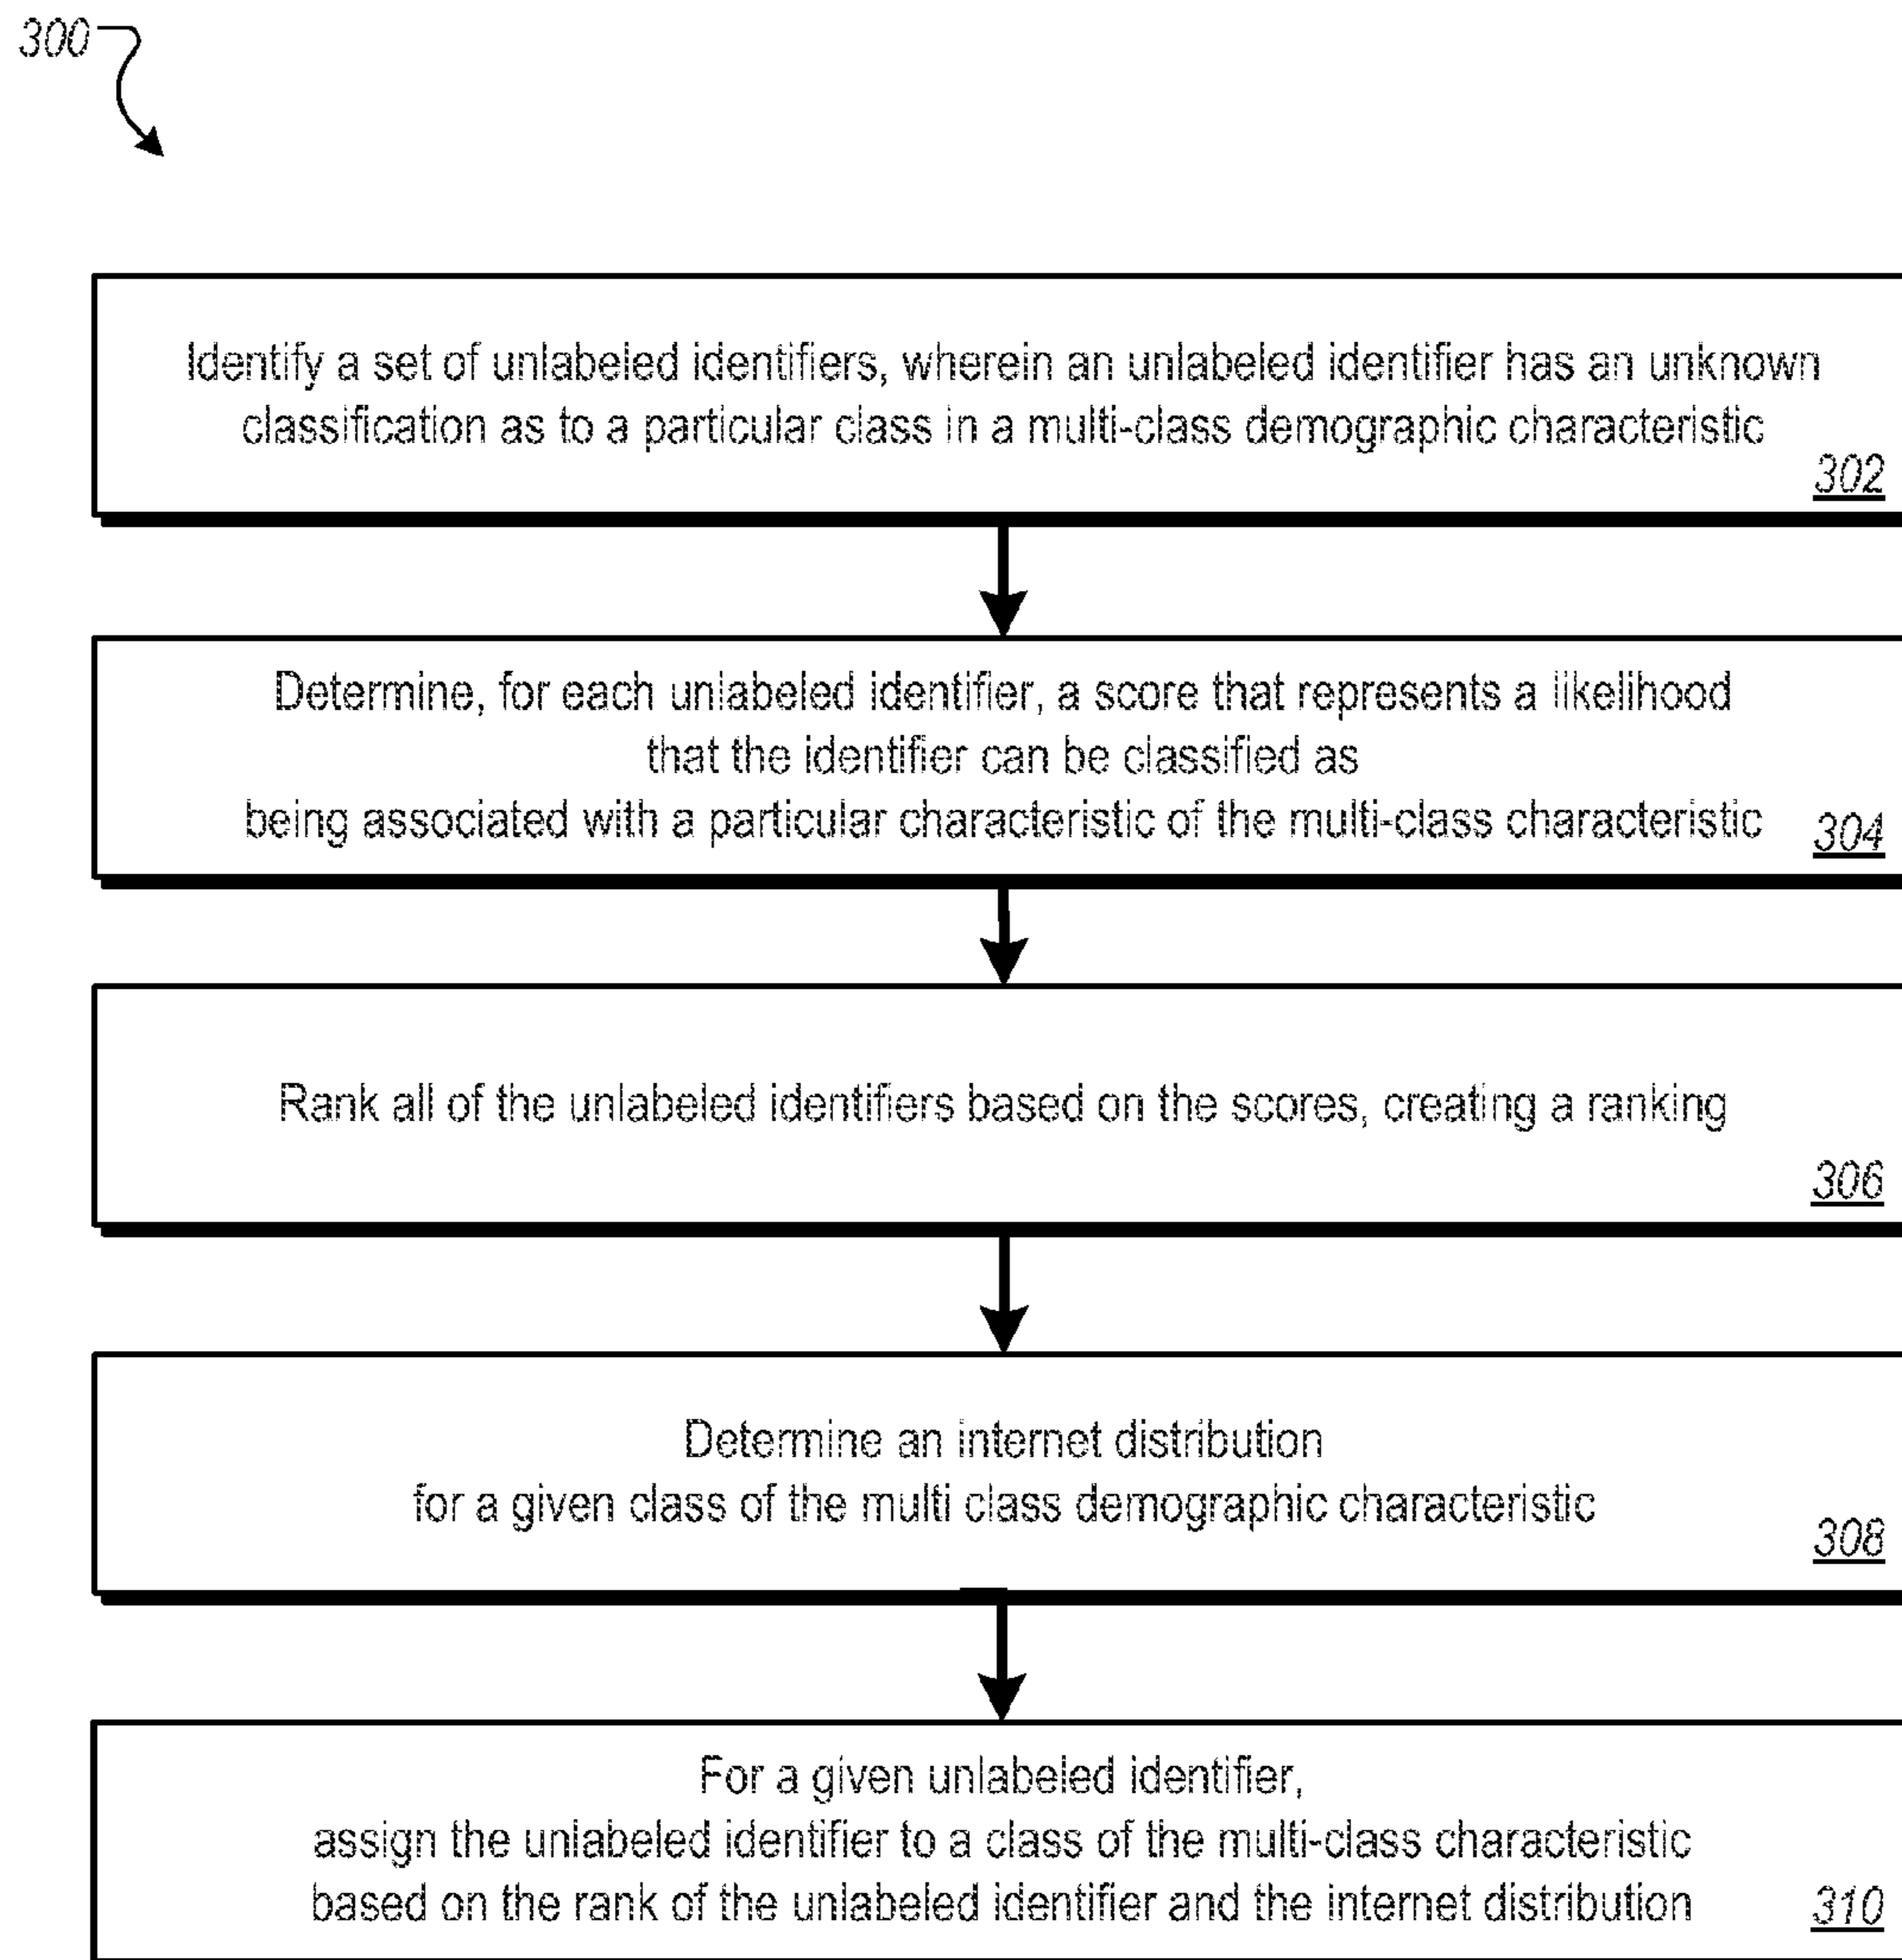 300
Identify a set of unlabeled identifiers, wherein an unlabeled identifier has an unknown
classification as to a particular class in a multi-class demographic characteristic
302
Determine, for each unlabeled identifier, a score that represents a likelihood
that the identifier can be classified as
being associated with a particular characteristic of the multi-class characteristic
304
Rank all of the unlabeled identifiers based on the scores, creating a ranking
306
Determine an internet distribution
for a given class of the multi class demographic characteristic
308
For a given unlabeled identifier,
assign the unlabeled identifier to a class of the multi-class characteristic
based on the rank of the unlabeled identifier and the internet distribution
310